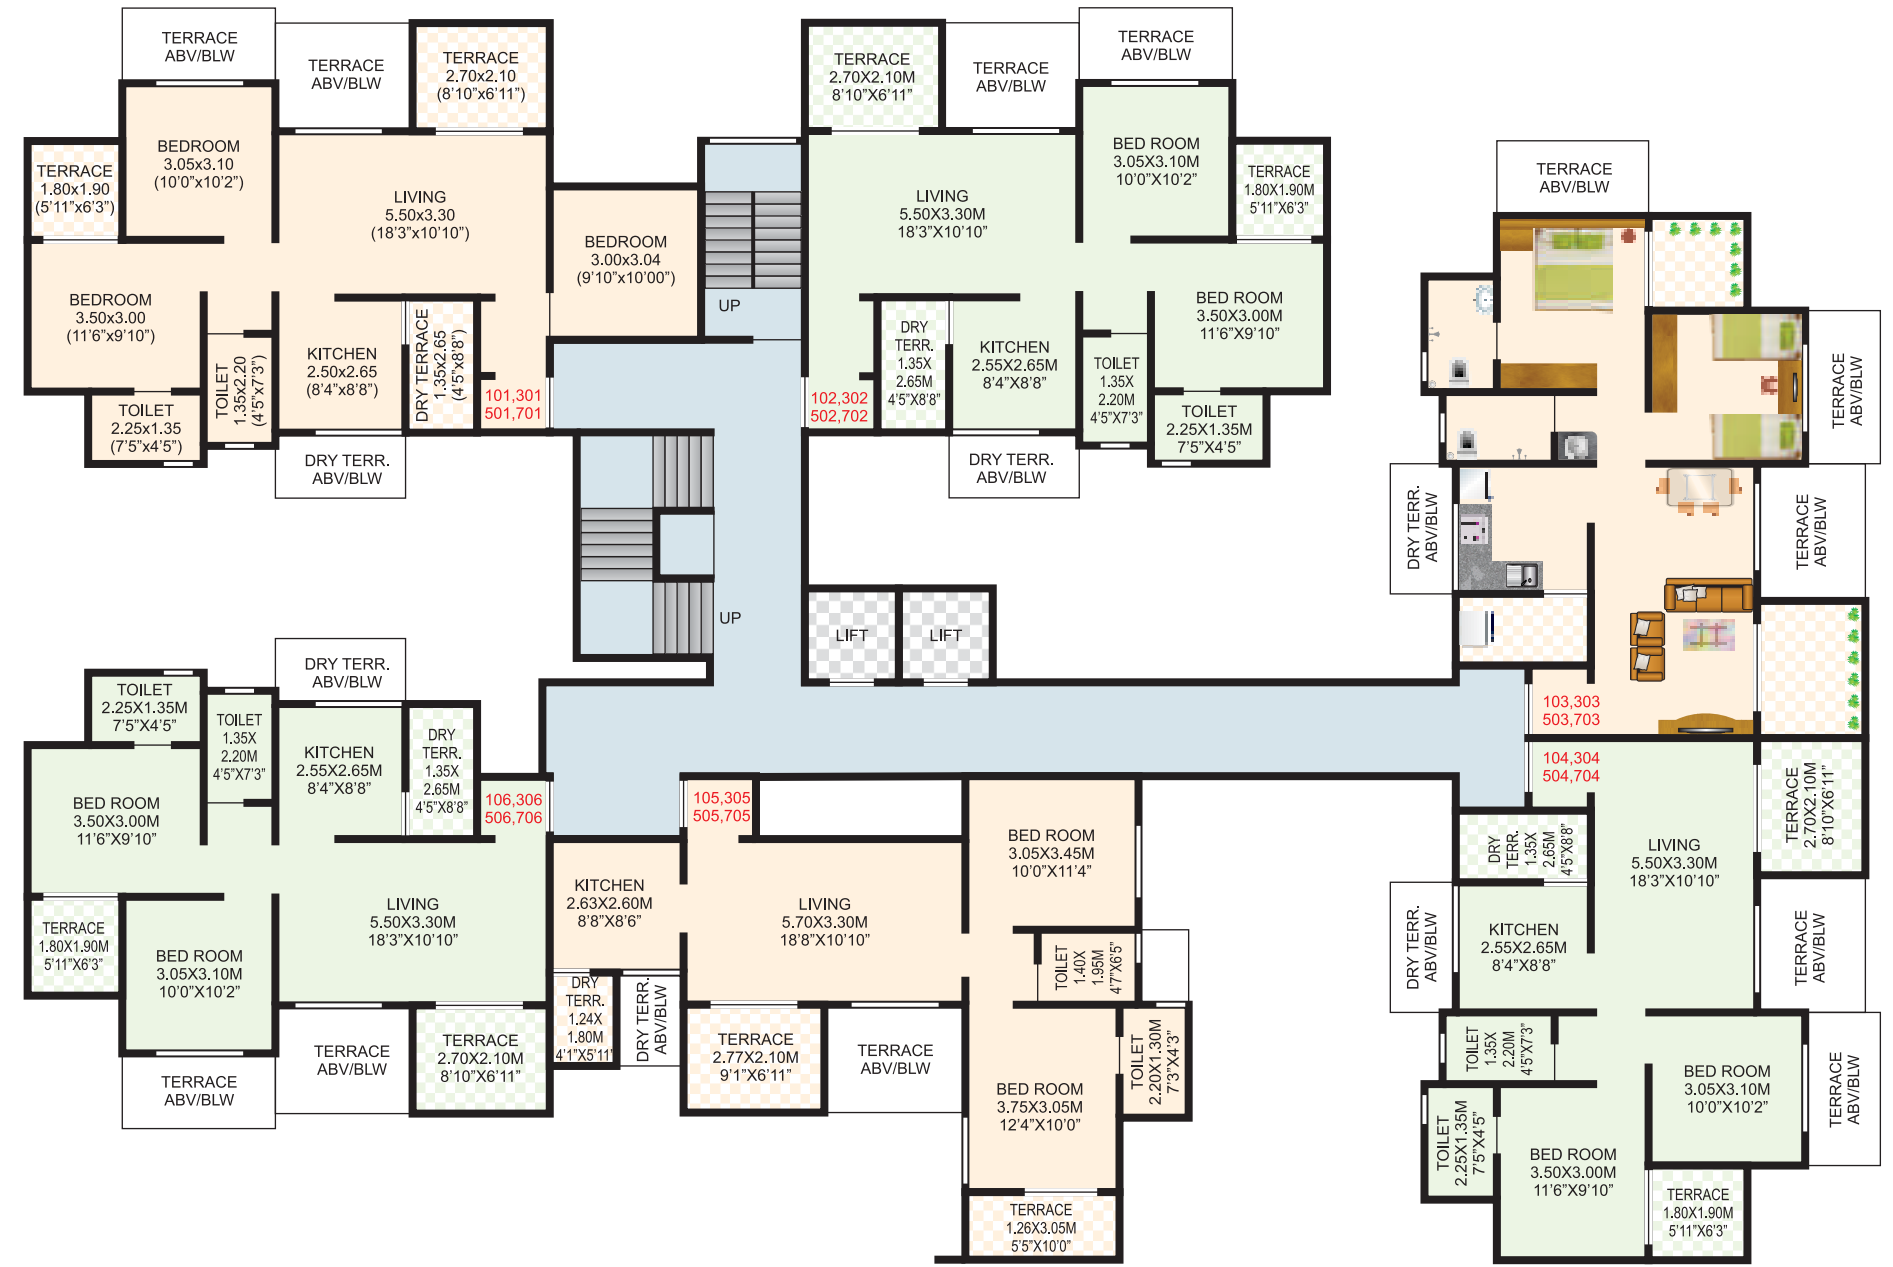 TERRACE
ABV/BLW
TERRACE
ABV/BLW
TERRACE
2.70x2.10
(8'10"x6'11")
BEDROOM
3.05x3.10
(10'0"x10'2")
TERRACE
1.80x1.90
(5'11"x6'3")
LIVING
5.50x3.30
(18'3"x10'10")
BEDROOM
3.00x3.04
(9'10"x10'00")
BEDROOM
3.50x3.00
(11'6"x9'10")
TOILET
1.35x2.20
(4'5"x7'3")
KITCHEN
2.50x2.65
(8'4"x8'8")
DRY TERRACE
1.35x2.65
(4'5"x8'8")
101,301
501,701
TOILET
2.25x1.35
(7'5"x4'5")
DRY TERR.
ABV/BLW
UP
TERRACE
2.70X2.10M
8'10"X6'11"
TERRACE
ABV/BLW
TERRACE
ABV/BLW
BED ROOM
3.05X3.10M
10'0"X10'2"
TERRACE
1.80X1.90M
5'11"X6'3"
LIVING
5.50X3.30M
18'3"X10'10"
BED ROOM
3.50X3.00M
11'6"X9'10"
DRY
TERR.
1.35X
2.65M
4'5"X8'8"
KITCHEN
2.55X2.65M
8'4"X8'8"
TOILET
1.35X
2.20M
4'5"X7'3"
102,302
502,702
TOILET
2.25X1.35M
7'5"X4'5"
DRY TERR.
ABV/BLW
TERRACE
ABV/BLW
TERRACE
ABV/BLW
DRY TERR.
ABV/BLW
TERRACE
ABV/BLW
103,303
503,703
UP
LIFT
LIFT
DRY TERR.
ABV/BLW
TOILET
2.25X1.35M
7'5"X4'5"
TOILET
1.35X
2.20M
4'5"X7'3"
KITCHEN
2.55X2.65M
8'4"X8'8"
DRY
TERR.
1.35X
2.65M
4'5"X8'8"
106,306
506,706
BED ROOM
3.50X3.00M
11'6"X9'10"
LIVING
5.50X3.30M
18'3"X10'10"
TERRACE
1.80X1.90M
5'11"X6'3"
BED ROOM
3.05X3.10M
10'0"X10'2"
TERRACE
2.70X2.10M
8'10"X6'11"
TERRACE
ABV/BLW
TERRACE
ABV/BLW
105,305
505,705
KITCHEN
2.63X2.60M
8'8"X8'6"
LIVING
5.70X3.30M
18'8"X10'10"
BED ROOM
3.05X3.45M
10'0"X11'4"
TOILET
1.40X
1.95M
4'7"X6'5"
DRY
TERR.
1.24X
1.80M
4'1"X5'11"
DRY TERR.
ABV/BLW
TERRACE
2.77X2.10M
9'1"X6'11"
TERRACE
ABV/BLW
BED ROOM
3.75X3.05M
12'4"X10'0"
TOILET
2.20X1.30M
7'3"X4'3"
TERRACE
1.26X3.05M
5'5"X10'0"
104,304
504,704
TERRACE
2.70X2.10M
8'10"X6'11"
DRY
TERR.
1.35X
2.65M
4'5"X8'8"
LIVING
5.50X3.30M
18'3"X10'10"
DRY TERR.
ABV/BLW
KITCHEN
2.55X2.65M
8'4"X8'8"
TERRACE
ABV/BLW
TOILET
1.35X
2.20M
4'5"X7'3"
BED ROOM
3.05X3.10M
10'0"X10'2"
TERRACE
ABV/BLW
TOILET
2.25X1.35M
7'5"X4'5"
BED ROOM
3.50X3.00M
11'6"X9'10"
TERRACE
1.80X1.90M
5'11"X6'3"